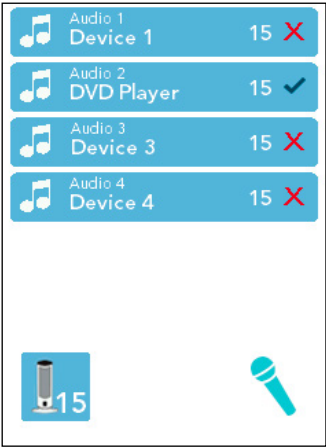 Audio 1
Device 1 15
Audio 2
DVD Player 15
Audio 3
Device 3 15
Audio 4
Device 4 15
15